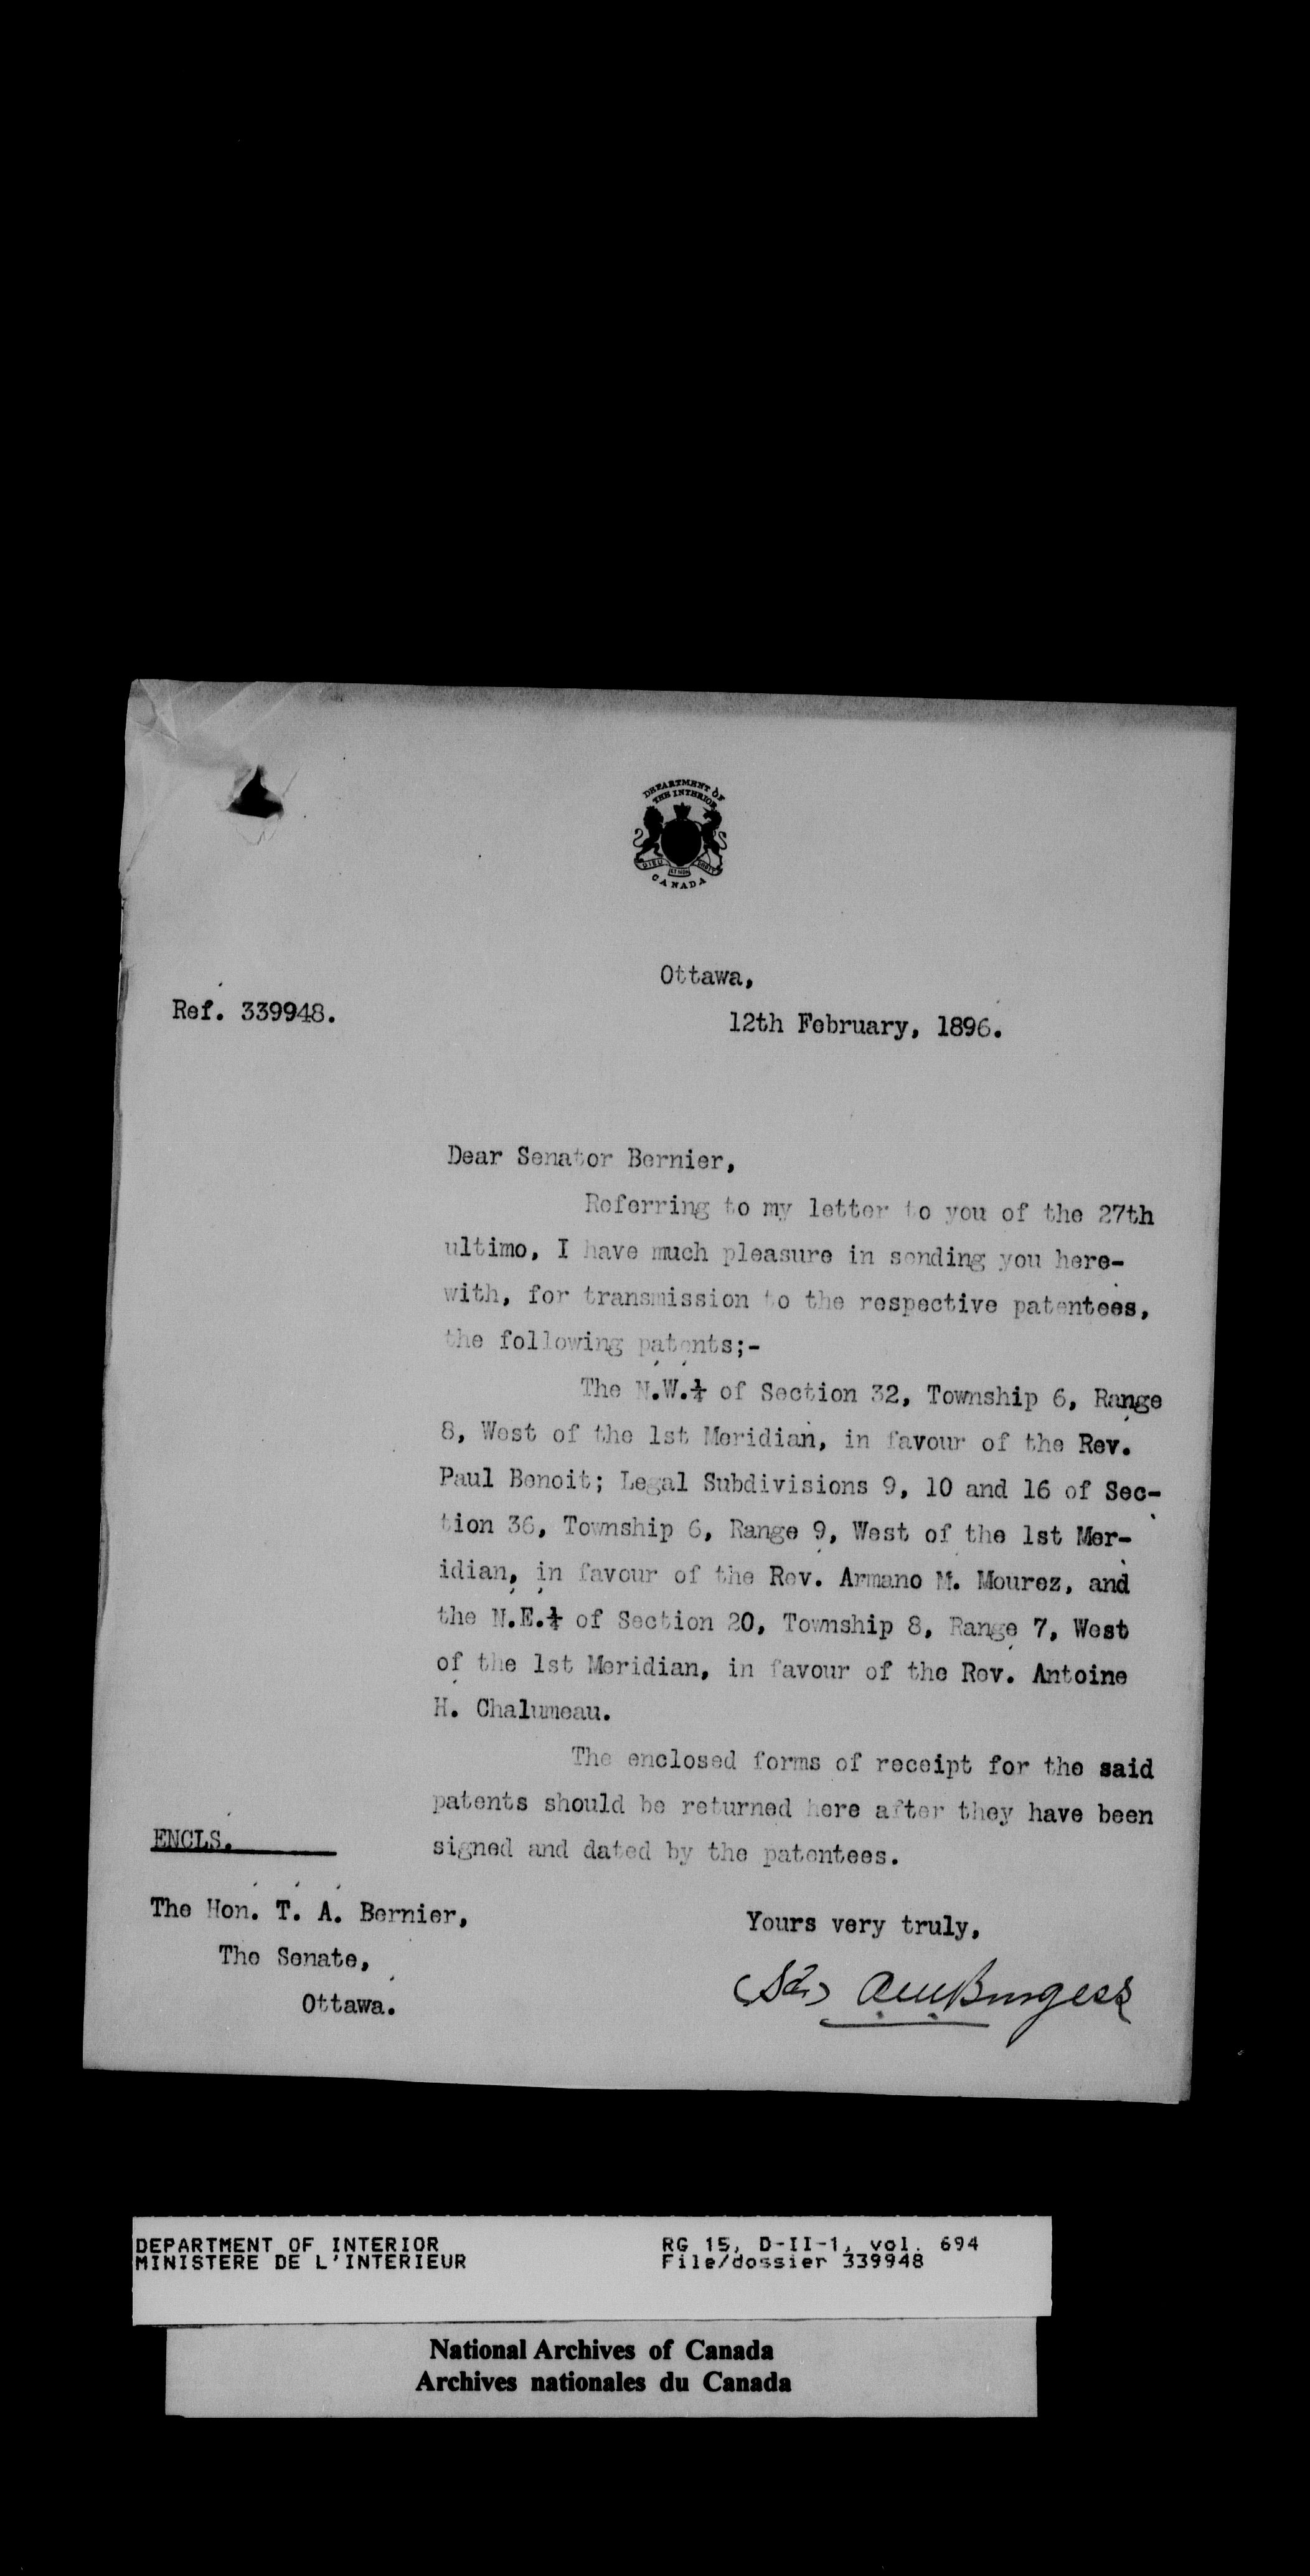 DEPARTMENT OF
THE INTERIOR
DIEU ET MON DROIT
CANADA
Ottawa,
Ref. 339948.
12th February, 1896.
Dear Senator Bernier,
Referring to my letter to you of the 27th
ultimo, I have much pleasure in sending you here-
with, for transmission to the respective patentees,
the following patents;-
The N.W.¼ of Section 32, Township 6, Range
8, West of the 1st Meridian, in favour of the Rev.
Paul Benoit; Legal Subdivisions 9, 10 and 16 of Sec-
tion 36, Township 6, Range 9, West of the 1st Mer-
idian, in favour of the Rev. Armano M. Mourez, and
the N.E.¼ of Section 20, Township 8, Range 7, West
of the 1st Meridian, in favour of the Rev. Antoine
H. Chalumeau.
The enclosed forms of receipt for the said
patents should be returned here after they have been
signed and dated by the patentees.
ENCLS.
The Hon. T. A. Bernier,
The Senate,
Ottawa.
Yours very truly,
(Sd) A M Burgess
DEPARTMENT OF INTERIOR
MINISTERE DE L'INTERIEUR
RG 15, D-II-1, vol. 694
File/dossier 339948
National Archives of Canada
Archives nationales du Canada